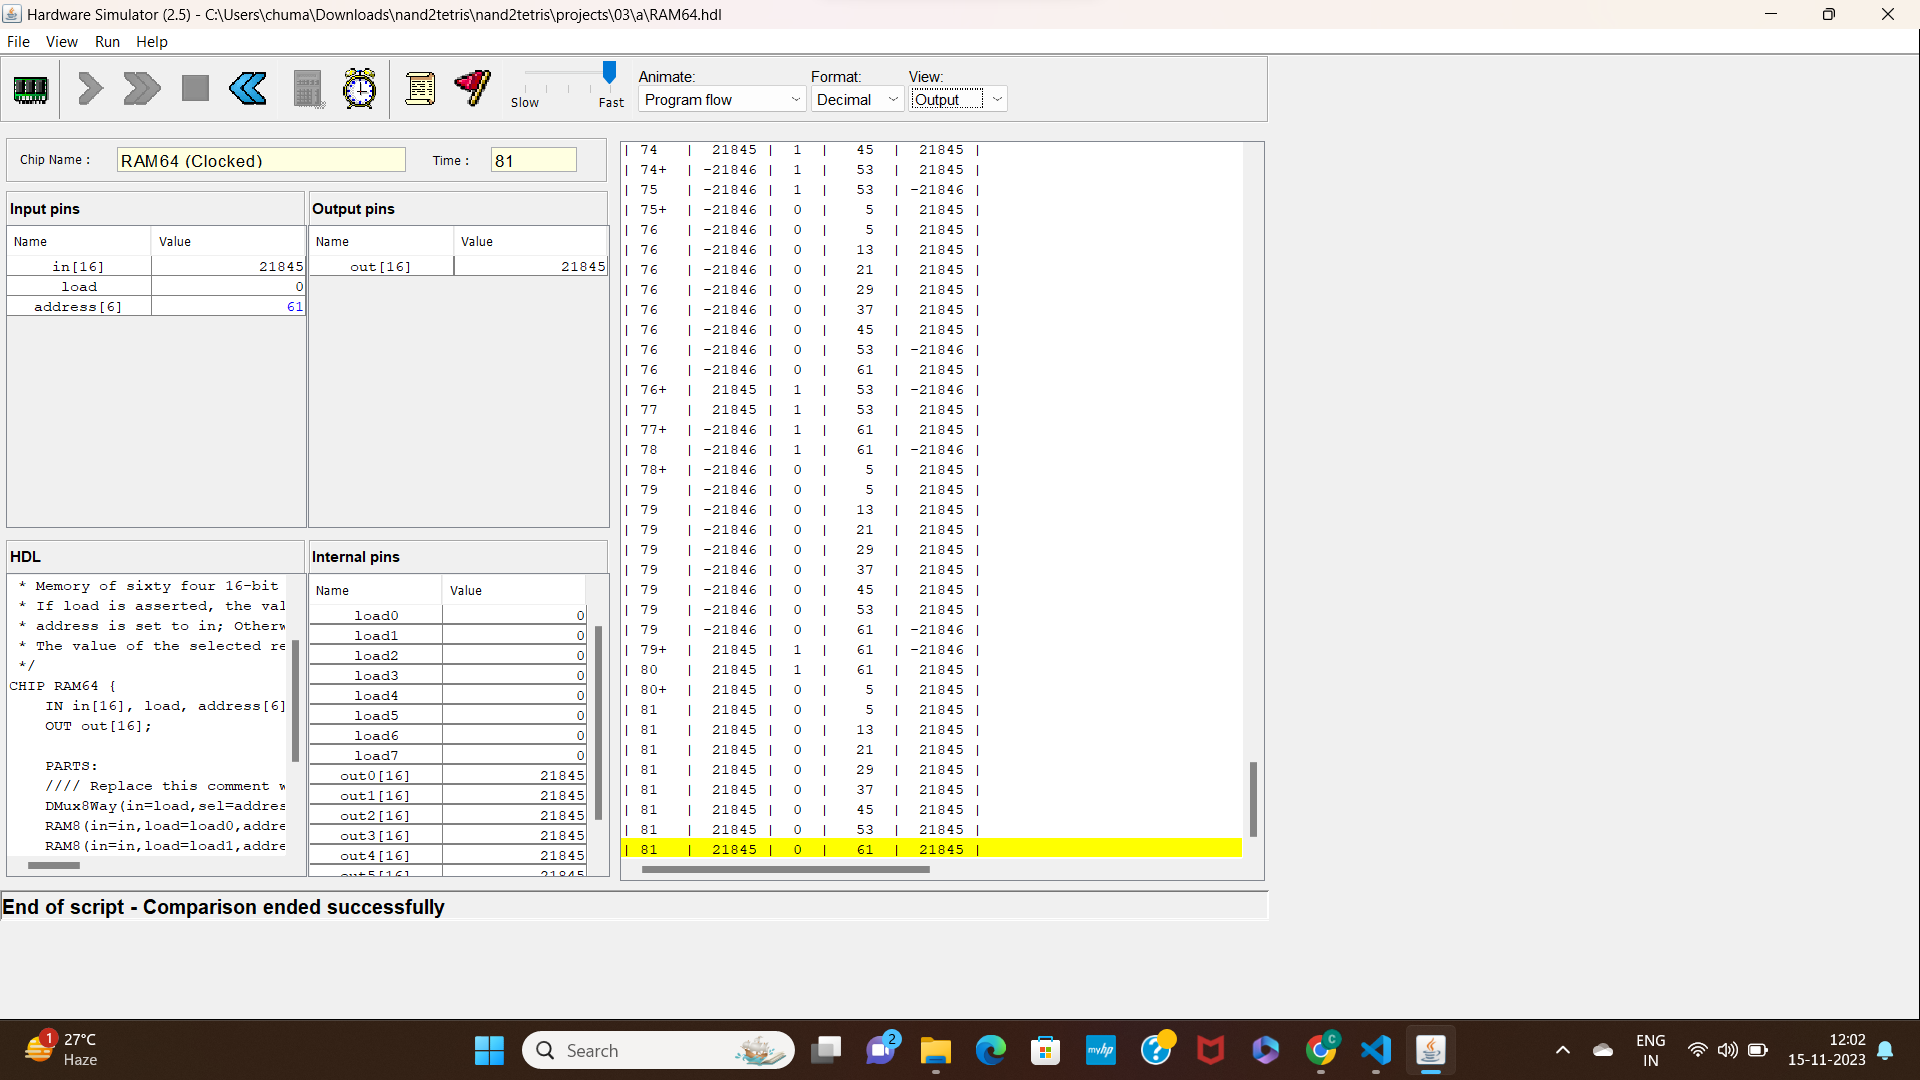 Hardware Simulator (2.5) - C:\Users\chuma\Downloads\nand2tetris\nand2tetris\projects\03\a\RAM64.hdl
File View Run Help
Slow Fast
Animate: Format: View:
Program flow Decimal Output
Chip Name : RAM64 (Clocked) Time : 81
Input pins
Name Value
in[16] 21845
load 0
address[6] 61
Output pins
Name Value
out[16] 21845
HDL
* Memory of sixty four 16-bit
* If load is asserted, the val
* address is set to in; Otherw
* The value of the selected re
*/
CHIP RAM64 {
IN in[16], load, address[6]
OUT out[16];
PARTS:
//// Replace this comment w
DMux8Way(in=load,sel=addres
RAM8(in=in,load=load0,addre
RAM8(in=in,load=load1,addre
Internal pins
Name Value
load0 0
load1 0
load2 0
load3 0
load4 0
load5 0
load6 0
load7 0
out0[16] 21845
out1[16] 21845
out2[16] 21845
out3[16] 21845
out4[16] 21845
out5[16] 21845
| 74 | 21845 | 1 | 45 | 21845 |
| 74+ | -21846 | 1 | 53 | 21845 |
| 75 | -21846 | 1 | 53 | -21846 |
| 75+ | -21846 | 0 | 5 | 21845 |
| 76 | -21846 | 0 | 5 | 21845 |
| 76 | -21846 | 0 | 13 | 21845 |
| 76 | -21846 | 0 | 21 | 21845 |
| 76 | -21846 | 0 | 29 | 21845 |
| 76 | -21846 | 0 | 37 | 21845 |
| 76 | -21846 | 0 | 45 | 21845 |
| 76 | -21846 | 0 | 53 | -21846 |
| 76 | -21846 | 0 | 61 | 21845 |
| 76+ | 21845 | 1 | 53 | -21846 |
| 77 | 21845 | 1 | 53 | 21845 |
| 77+ | -21846 | 1 | 61 | 21845 |
| 78 | -21846 | 1 | 61 | -21846 |
| 78+ | -21846 | 0 | 5 | 21845 |
| 79 | -21846 | 0 | 5 | 21845 |
| 79 | -21846 | 0 | 13 | 21845 |
| 79 | -21846 | 0 | 21 | 21845 |
| 79 | -21846 | 0 | 29 | 21845 |
| 79 | -21846 | 0 | 37 | 21845 |
| 79 | -21846 | 0 | 45 | 21845 |
| 79 | -21846 | 0 | 53 | 21845 |
| 79 | -21846 | 0 | 61 | -21846 |
| 79+ | 21845 | 1 | 61 | -21846 |
| 80 | 21845 | 1 | 61 | 21845 |
| 80+ | 21845 | 0 | 5 | 21845 |
| 81 | 21845 | 0 | 5 | 21845 |
| 81 | 21845 | 0 | 13 | 21845 |
| 81 | 21845 | 0 | 21 | 21845 |
| 81 | 21845 | 0 | 29 | 21845 |
| 81 | 21845 | 0 | 37 | 21845 |
| 81 | 21845 | 0 | 45 | 21845 |
| 81 | 21845 | 0 | 53 | 21845 |
| 81 | 21845 | 0 | 61 | 21845 |
End of script - Comparison ended successfully
1 27°C
Haze
Search
2
myhp
C
ENG
IN
12:02
15-11-2023